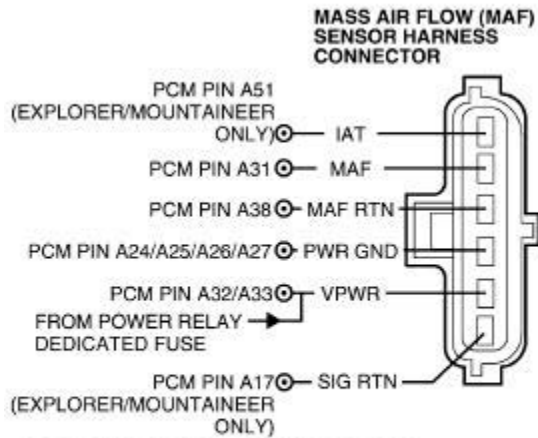 MASS AIR FLOW (MAF)
SENSOR HARNESS
CONNECTOR
PCM PIN A51
(EXPLORER/MOUNTAINEER
ONLY) IAT
PCM PIN A31 MAF
PCM PIN A38 MAF RTN
PCM PIN A24/A25/A26/A27 PWR GND
PCM PIN A32/A33 VPWR
FROM POWER RELAY
DEDICATED FUSE
PCM PIN A17 SIG RTN
(EXPLORER/MOUNTAINEER
ONLY)